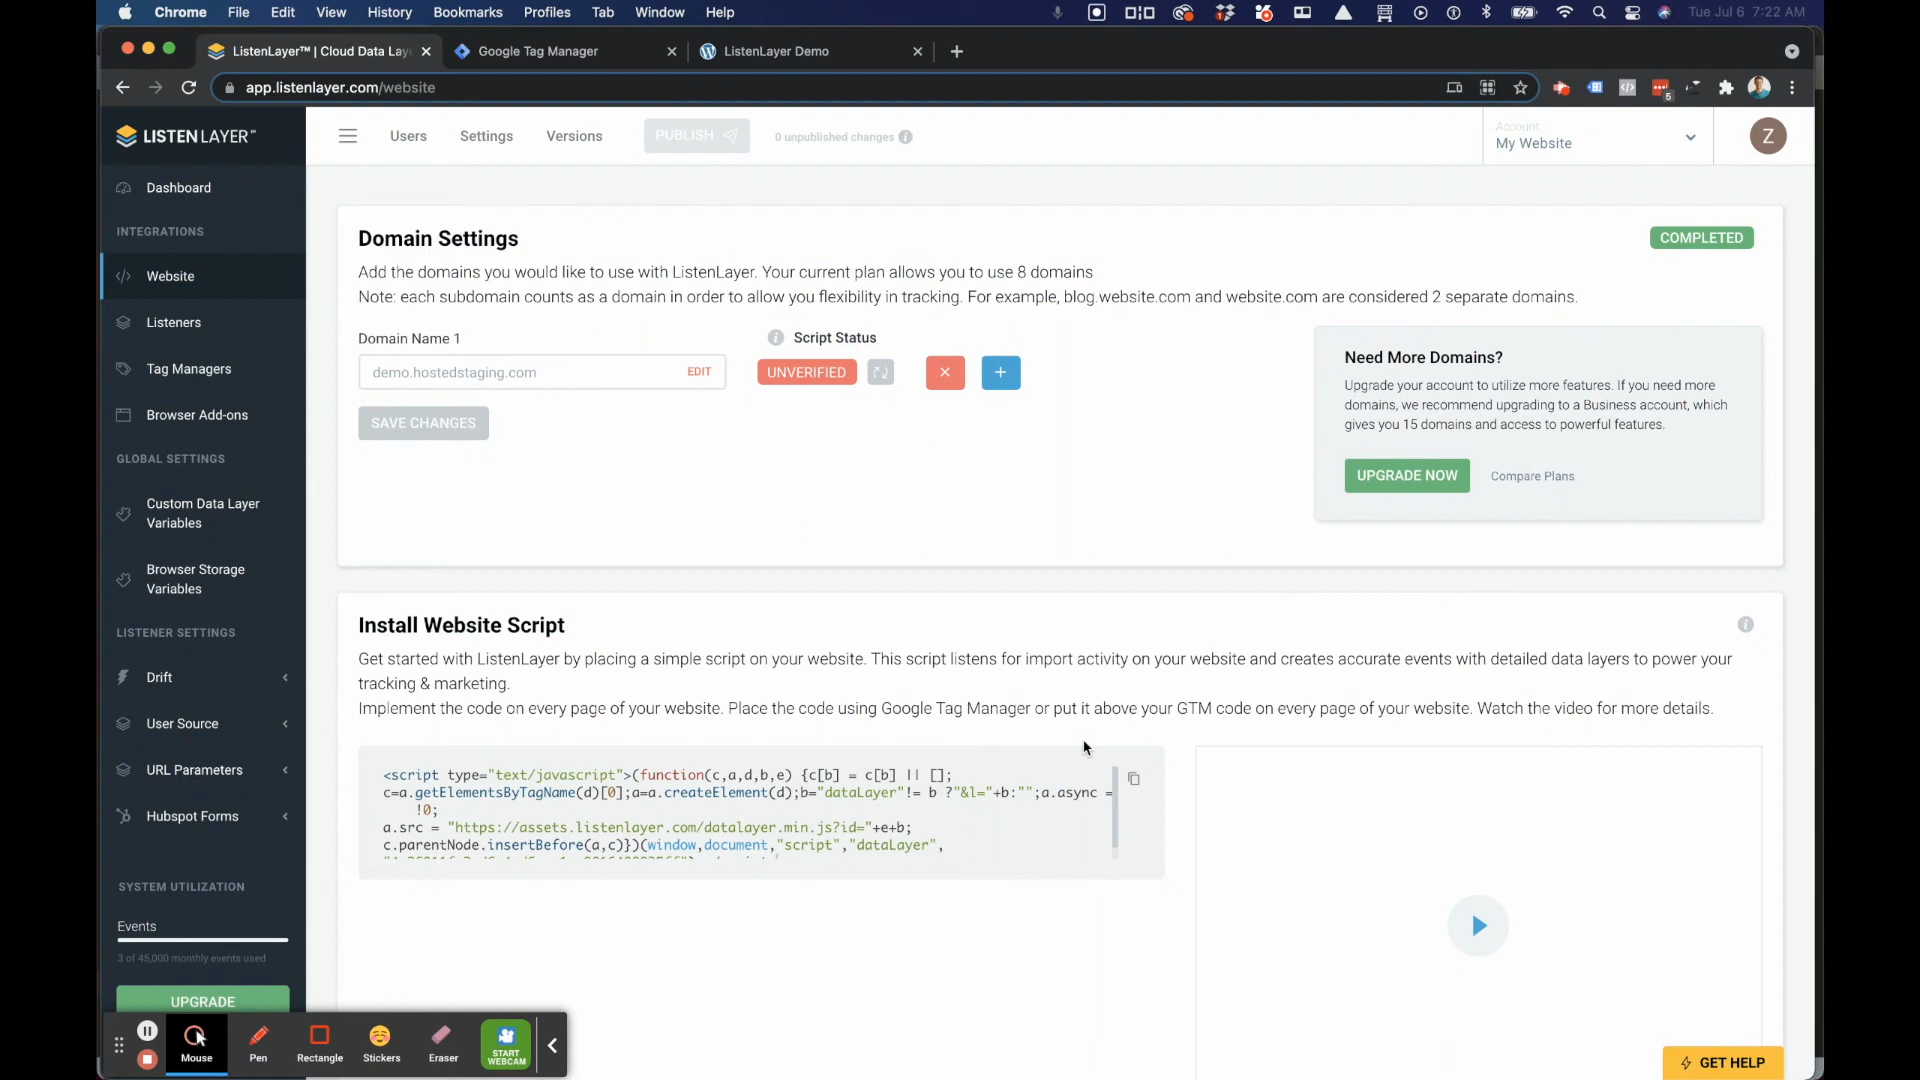 Chrome File Edit View History Bookmarks Profiles Tab Window Help
Tue Jul 6 7:22 AM
ListenLayer™ | Cloud Data Lay
Google Tag Manager
ListenLayer Demo
app.listenlayer.com/website
5
LISTENLAYER™
Users Settings Versions PUBLISH 0 unpublished changes
Account
My Website
Z
Dashboard
INTEGRATIONS
Website
Listeners
Tag Managers
Browser Add-ons
GLOBAL SETTINGS
Custom Data Layer
Variables
Browser Storage
Variables
LISTENER SETTINGS
Drift
User Source
URL Parameters
Hubspot Forms
SYSTEM UTILIZATION
Events
3 of 45,000 monthly events used
UPGRADE
Domain Settings
COMPLETED
Add the domains you would like to use with ListenLayer. Your current plan allows you to use 8 domains
Note: each subdomain counts as a domain in order to allow you flexibility in tracking. For example, blog.website.com and website.com are considered 2 separate domains.
Domain Name 1
Script Status
demo.hostedstaging.com EDIT
UNVERIFIED
SAVE CHANGES
Need More Domains?
Upgrade your account to utilize more features. If you need more
domains, we recommend upgrading to a Business account, which
gives you 15 domains and access to powerful features.
UPGRADE NOW Compare Plans
Install Website Script
Get started with ListenLayer by placing a simple script on your website. This script listens for import activity on your website and creates accurate events with detailed data layers to power your
tracking & marketing.
Implement the code on every page of your website. Place the code using Google Tag Manager or put it above your GTM code on every page of your website. Watch the video for more details.
<script type="text/javascript">(function(c,a,d,b,e) {c[b] = c[b] || [];
c=a.getElementsByTagName(d)[0];a=a.createElement(d);b="dataLayer"!= b ?"&l="+b:"";a.async =
!0;
a.src = "https://assets.listenlayer.com/datalayer.min.js?id="+e+b;
c.parentNode.insertBefore(a,c)})(window,document,"script","dataLayer",
Mouse Pen Rectangle Stickers Eraser
START
WEBCAM
GET HELP